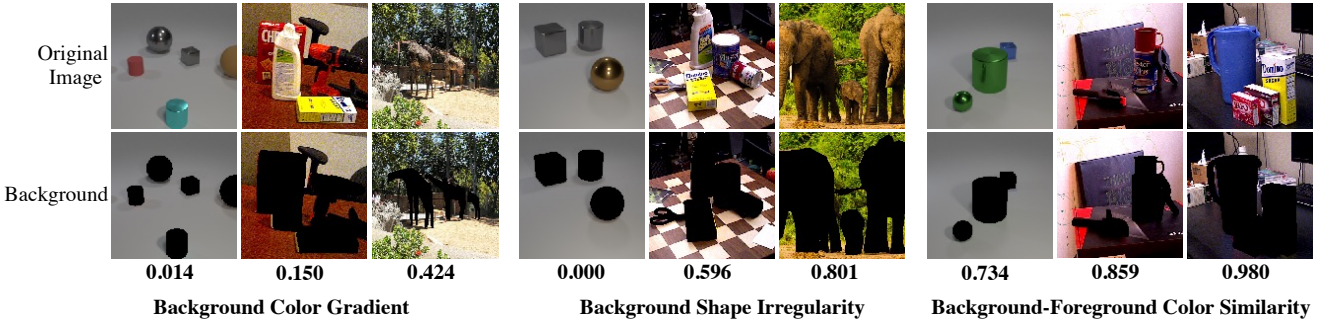 Original
Image
Background
0.014 0.150 0.424 0.000 0.596 0.801 0.734 0.859 0.980
Background Color Gradient Background Shape Irregularity Background-Foreground Color Similarity